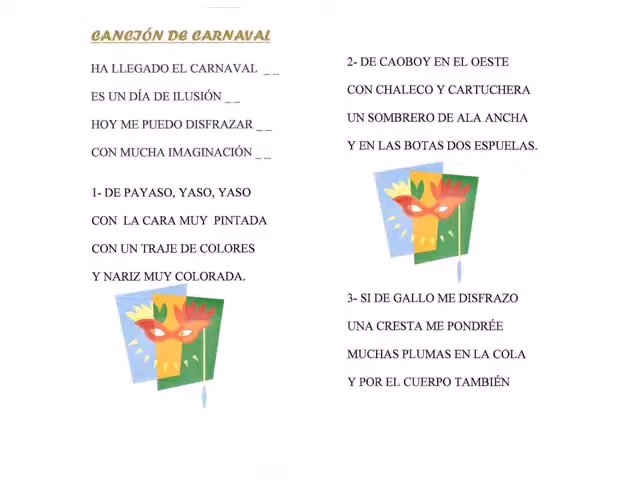 CANCIÓN DE CARNAVAL
HA LLEGADO EL CARNAVAL _ _
ES UN DÍA DE ILUSIÓN _ _
HOY ME PUEDO DISFRAZAR _ _
CON MUCHA IMAGINACIÓN _ _
1- DE PAYASO, YASO, YASO
CON LA CARA MUY PINTADA
CON UN TRAJE DE COLORES
Y NARIZ MUY COLORADA.
2- DE CAOBOY EN EL OESTE
CON CHALECO Y CARTUCHERA
UN SOMBRERO DE ALA ANCHA
Y EN LAS BOTAS DOS ESPUELAS.
3- SI DE GALLO ME DISFRAZO
UNA CRESTA ME PONDRÉE
MUCHAS PLUMAS EN LA COLA
Y POR EL CUERPO TAMBIÉN